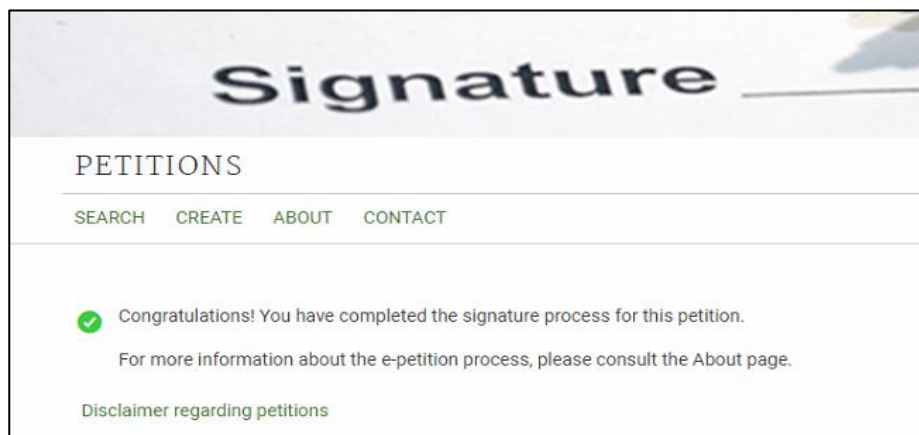 Signature
PETITIONS
SEARCH CREATE ABOUT CONTACT
Congratulations! You have completed the signature process for this petition.
For more information about the e-petition process, please consult the About page.
Disclaimer regarding petitions